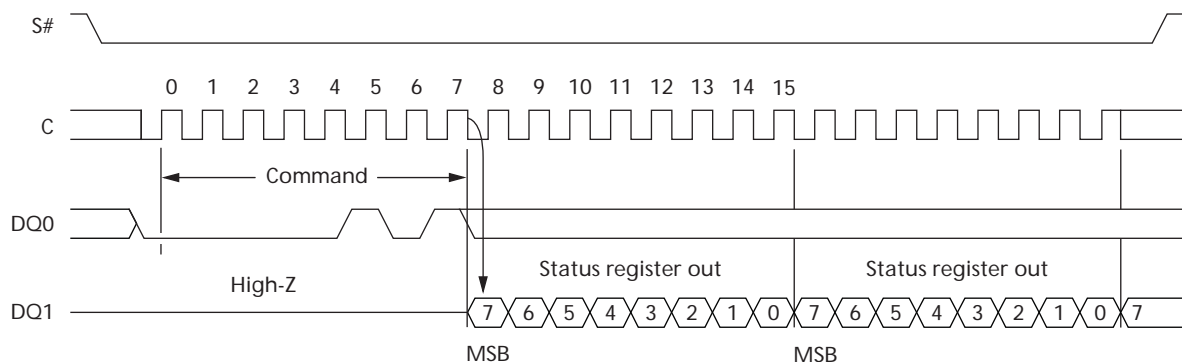 S#
0 1 2 3 4 5 6 7 8 9 10 11 12 13 14 15
C
Command
DQ0
High-Z Status register out Status register out
DQ1 7 6 5 4 3 2 1 0 7 6 5 4 3 2 1 0 7
MSB MSB